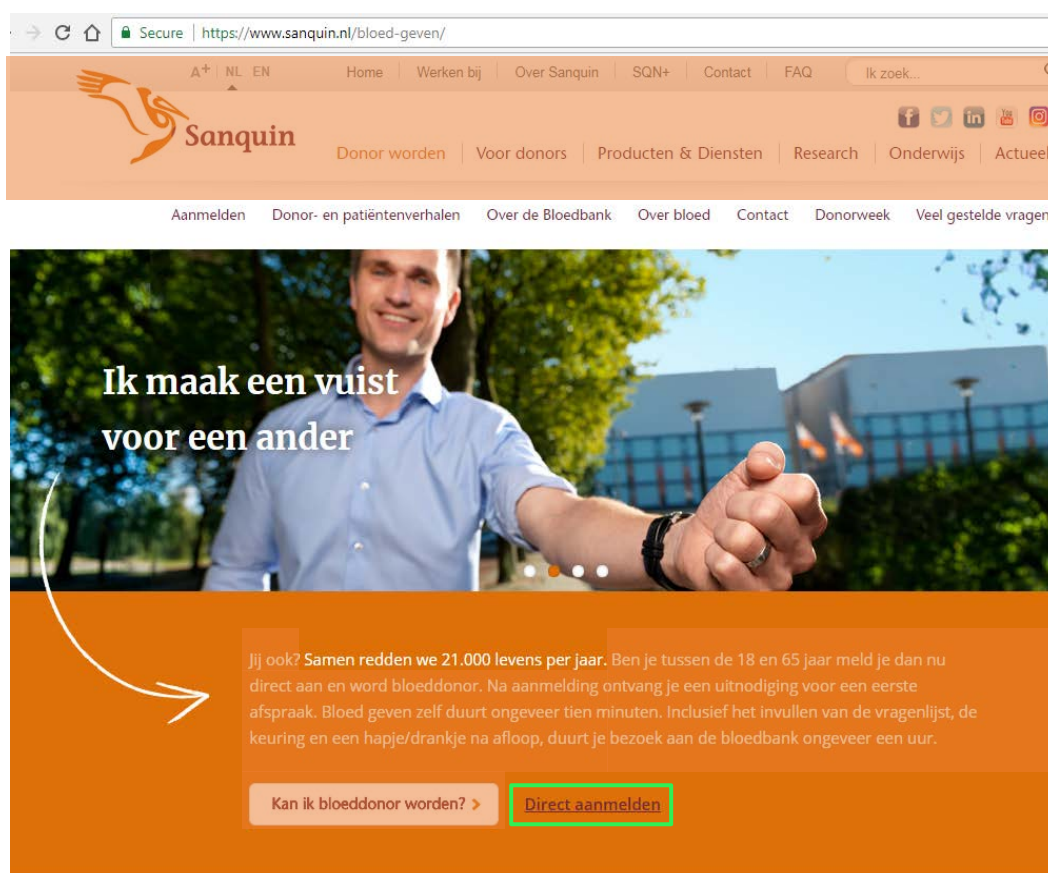 Secure | https://www.sanquin.nl/bloed-geven/
A+ NL EN Home Werken bij Over Sanquin SQN+ Contact FAQ Ik zoek...
Sanquin
Donor worden Voor donors Producten & Diensten Research Onderwijs Actueel
Aanmelden Donor- en patiëntenverhalen Over de Bloedbank Over bloed Contact Donorweek Veel gestelde vragen
Ik maak een vuist
voor een ander
Jij ook? Samen redden we 21.000 levens per jaar. Ben je tussen de 18 en 65 jaar meld je dan nu
direct aan en word bloeddonor. Na aanmelding ontvang je een uitnodiging voor een eerste
afspraak. Bloed geven zelf duurt ongeveer tien minuten. Inclusief het invullen van de vragenlijst, de
keuring en een hapje/drankje na afloop, duurt je bezoek aan de bloedbank ongeveer een uur.
Kan ik bloeddonor worden? > Direct aanmelden